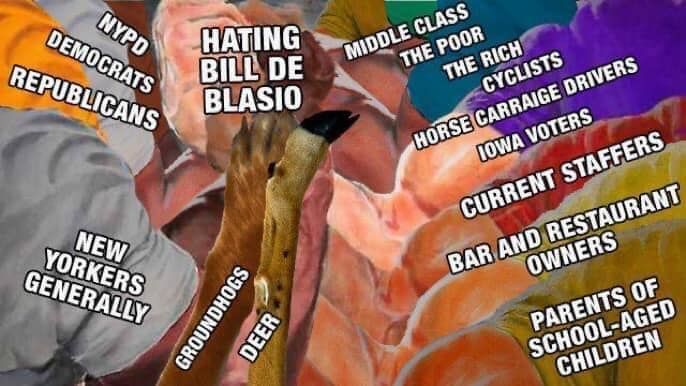 NYPD
DEMOCRATS
REPUBLICANS
HATING
BILL DE
BLASIO
MIDDLE CLASS
THE POOR
THE RICH
CYCLISTS
HORSE CARRAIGE DRIVERS
IOWA VOTERS
CURRENT STAFFERS
BAR AND RESTAURANT
OWNERS
PARENTS OF
SCHOOL-AGED
CHILDREN
NEW
YORKERS
GENERALLY
GROUNDHOGS
DEER